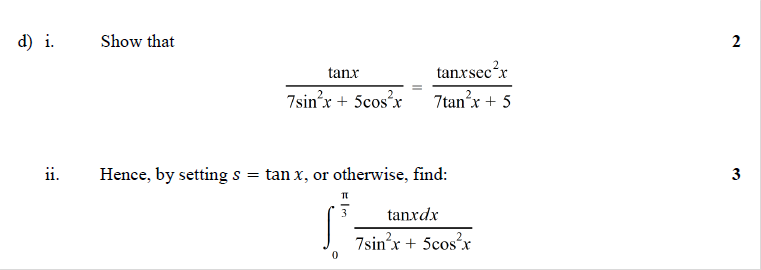 d) i. Show that 2
tanx / (7sin²x + 5cos²x) = tanxsec²x / (7tan²x + 5)
ii. Hence, by setting s = tan x, or otherwise, find: 3
∫₀^(π/3) tanxdx / (7sin²x + 5cos²x)